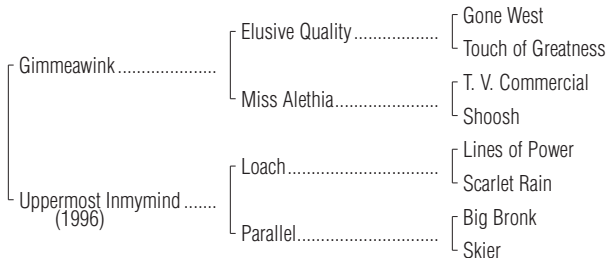 Gone West
Elusive Quality..................
Touch of Greatness
Gimmeawink.....................
T. V. Commercial
Miss Alethia......................
Shoosh
Lines of Power
Loach................................
Scarlet Rain
Uppermost Inmymind .......
(1996)
Big Bronk
Parallel..............................
Skier